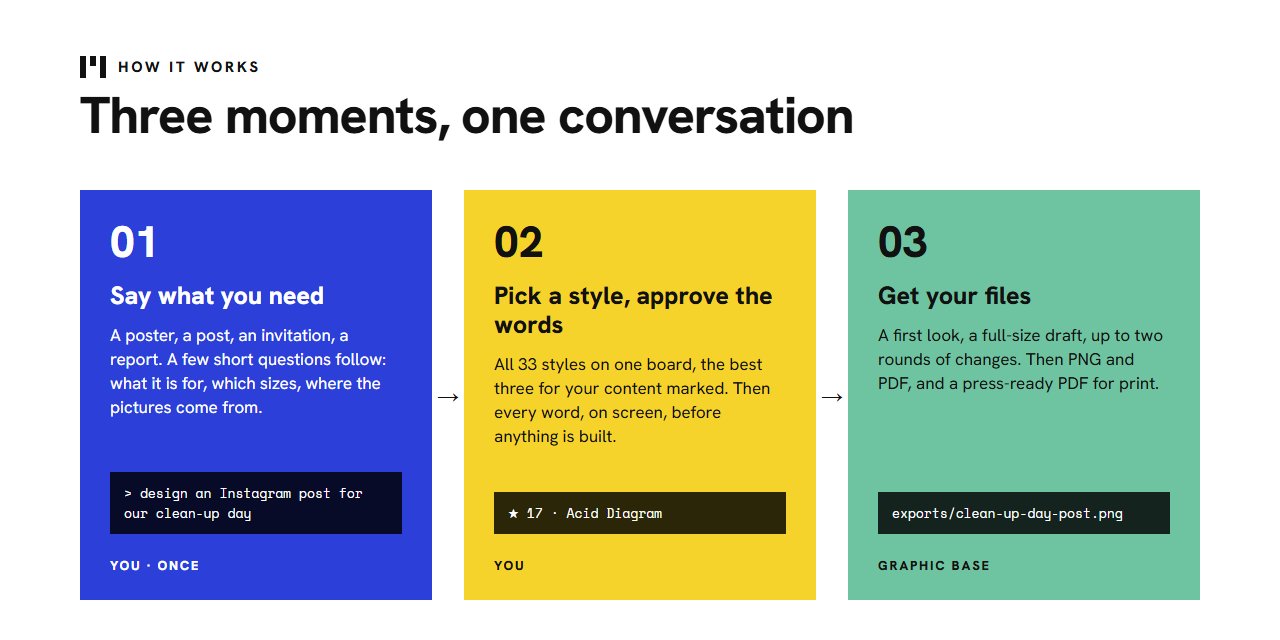 HOW IT WORKS
Three moments, one conversation
01
Say what you need
A poster, a post, an invitation, a
report. A few short questions follow:
what it is for, which sizes, where the
pictures come from.
> design an Instagram post for
our clean-up day
YOU · ONCE
→
02
Pick a style, approve the
words
All 33 styles on one board, the best
three for your content marked. Then
every word, on screen, before
anything is built.
★ 17 · Acid Diagram
YOU
→
03
Get your files
A first look, a full-size draft, up to two
rounds of changes. Then PNG and
PDF, and a press-ready PDF for print.
exports/clean-up-day-post.png
GRAPHIC BASE